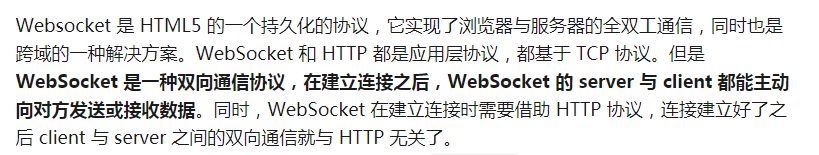 Websocket 是 HTML5 的一个持久化的协议，它实现了浏览器与服务器的全双工通信，同时也是
跨域的一种解决方案。WebSocket 和 HTTP 都是应用层协议，都基于 TCP 协议。但是
WebSocket 是一种双向通信协议，在建立连接之后，WebSocket 的 server 与 client 都能主动
向对方发送或接收数据。同时，WebSocket 在建立连接时需要借助 HTTP 协议，连接建立好了之
后 client 与 server 之间的双向通信就与 HTTP 无关了。